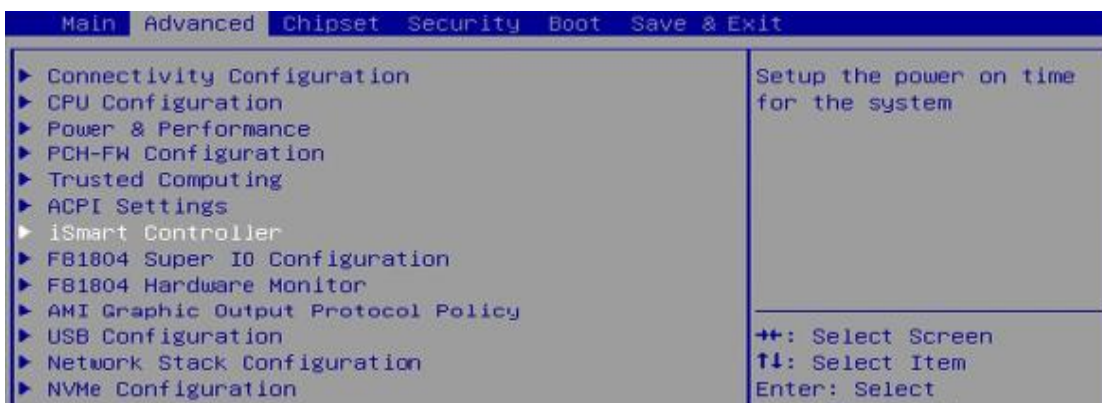 Main Advanced Chipset Security Boot Save & Exit
► Connectivity Configuration
► CPU Configuration
► Power & Performance
► PCH-FW Configuration
► Trusted Computing
► ACPI Settings
► iSmart Controller
► F81804 Super IO Configuration
► F81804 Hardware Monitor
► AMI Graphic Output Protocol Policy
► USB Configuration
► Network Stack Configuration
► NVMe Configuration
Setup the power on time
for the system
→←: Select Screen
↑↓: Select Item
Enter: Select